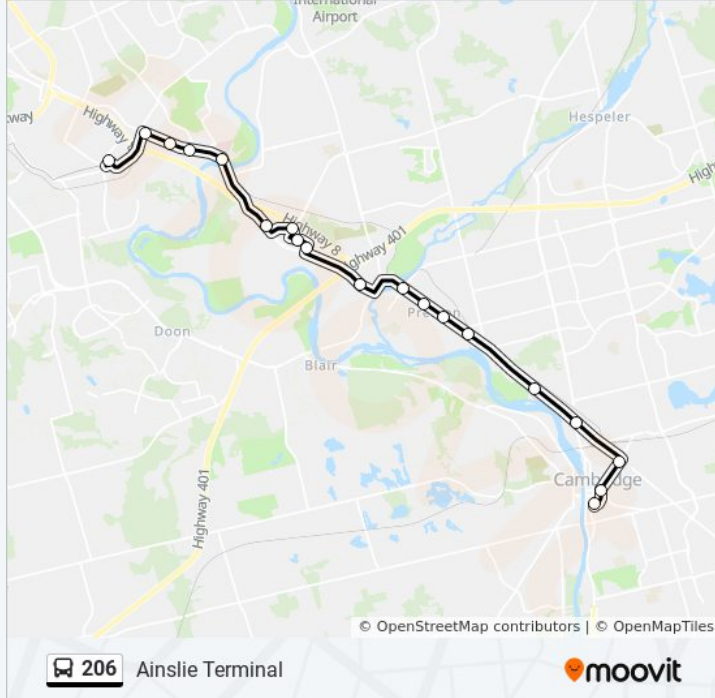 International
Airport
Hespeler
Highway
Highway 8
Highway 401
Preston
Doon
Blair
Highway 401
Cambridge
© OpenStreetMap contributors | © OpenMapTiles
206 Ainslie Terminal
moovit